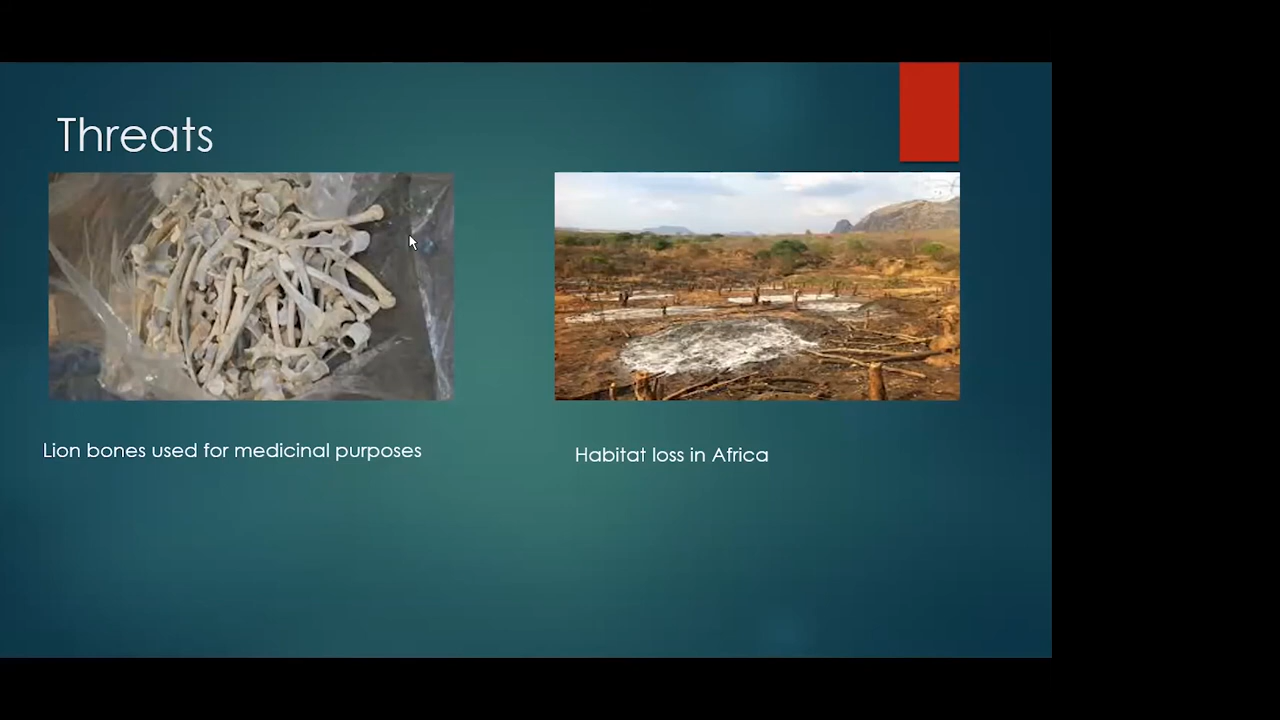 Threats
Lion bones used for medicinal purposes
Habitat loss in Africa